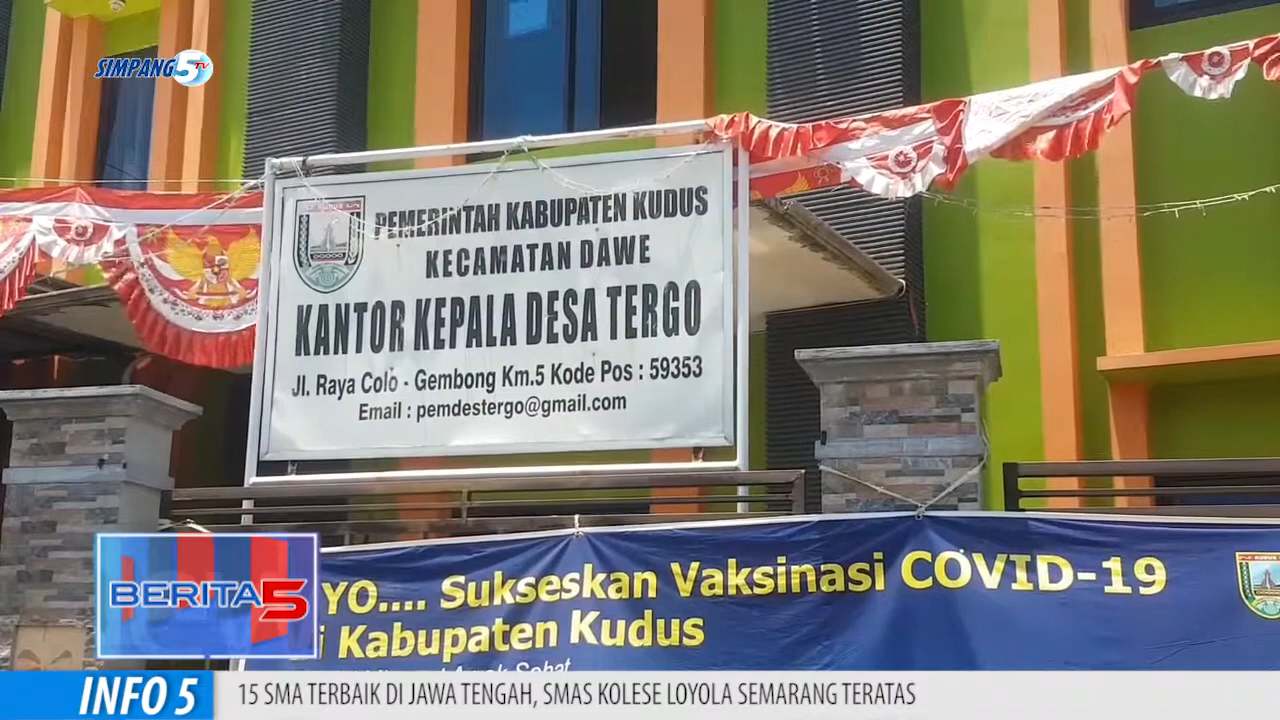 SIMPANG5 TV
PEMERINTAH KABUPATEN KUDUS
KECAMATAN DAWE
KANTOR KEPALA DESA TERGO
Jl. Raya Colo - Gembong Km.5 Kode Pos : 59353
Email : pemdestergo@gmail.com
YO.... Sukseskan Vaksinasi COVID-19
i Kabupaten Kudus
BERITA5
INFO 5
15 SMA TERBAIK DI JAWA TENGAH, SMAS KOLESE LOYOLA SEMARANG TERATAS